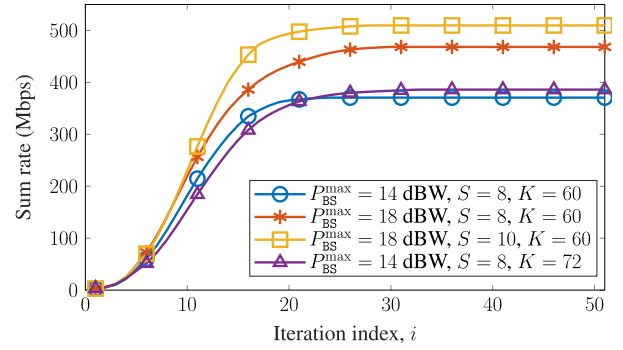 500
400
300
200
100
0
Sum rate (Mbps)
P_BS^max = 14 dBW, S = 8, K = 60
P_BS^max = 18 dBW, S = 8, K = 60
P_BS^max = 18 dBW, S = 10, K = 60
P_BS^max = 14 dBW, S = 8, K = 72
0 10 20 30 40 50
Iteration index, i